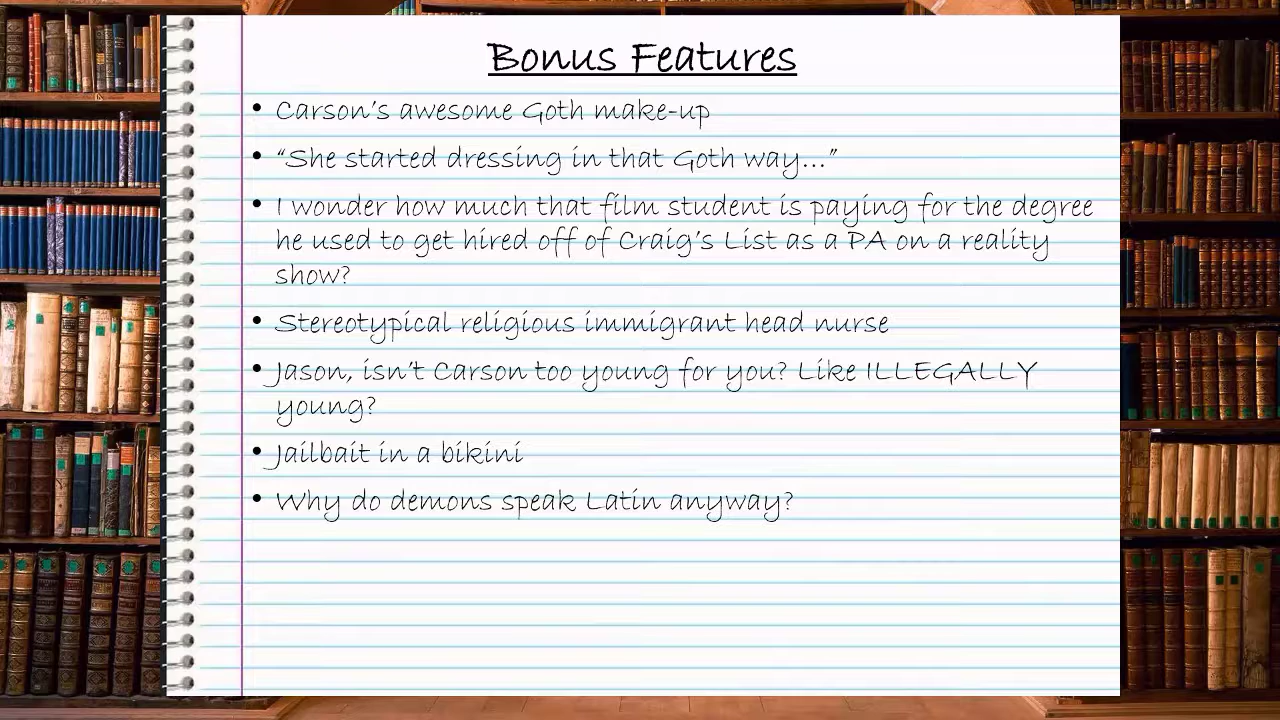 Bonus Features
• Carson's awesome Goth make-up
• “She started dressing in that Goth way...”
• I wonder how much that film student is paying for the degree
he used to get hired off of Craig's List as a PA on a reality
show?
• Stereotypical religious immigrant head nurse
• Jason, isn't Carson too young for you? Like ILLEGALLY
young?
• Jailbait in a bikini
• Why do demons speak Latin anyway?